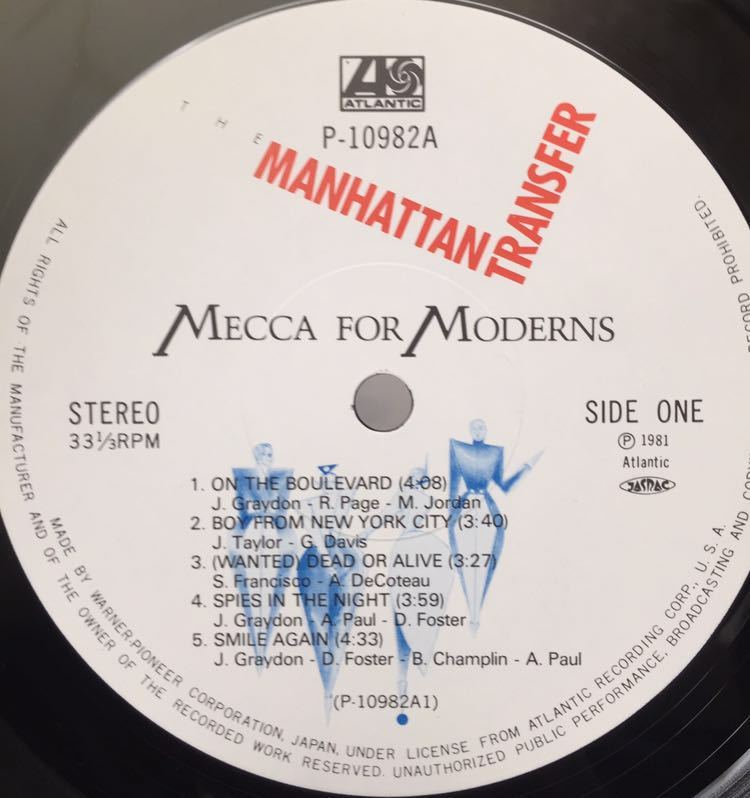 ATLANTIC
P-10982A
THE
MANHATTAN
TRANSFER
MECCA FOR MODERNS
STEREO
33⅓RPM
SIDE ONE
Ⓟ 1981
Atlantic
JASRAC
1. ON THE BOULEVARD (4:08)
J. Graydon - R. Page - M. Jordan
2. BOY FROM NEW YORK CITY (3:40)
J. Taylor - G. Davis
3. (WANTED) DEAD OR ALIVE (3:27)
S. Francisco - A. DeCoteau
4. SPIES IN THE NIGHT (3:59)
J. Graydon - A. Paul - D. Foster
5. SMILE AGAIN (4:33)
J. Graydon - D. Foster - B. Champlin - A. Paul
(P-10982A1)
MADE BY WARNER-PIONEER CORPORATION, JAPAN, UNDER LICENSE FROM ATLANTIC RECORDING CORP., U. S. A.
ALL RIGHTS OF THE MANUFACTURER AND OF THE OWNER OF THE RECORDED WORK RESERVED. UNAUTHORIZED PUBLIC PERFORMANCE, BROADCASTING AND RECORD PROHIBITED.